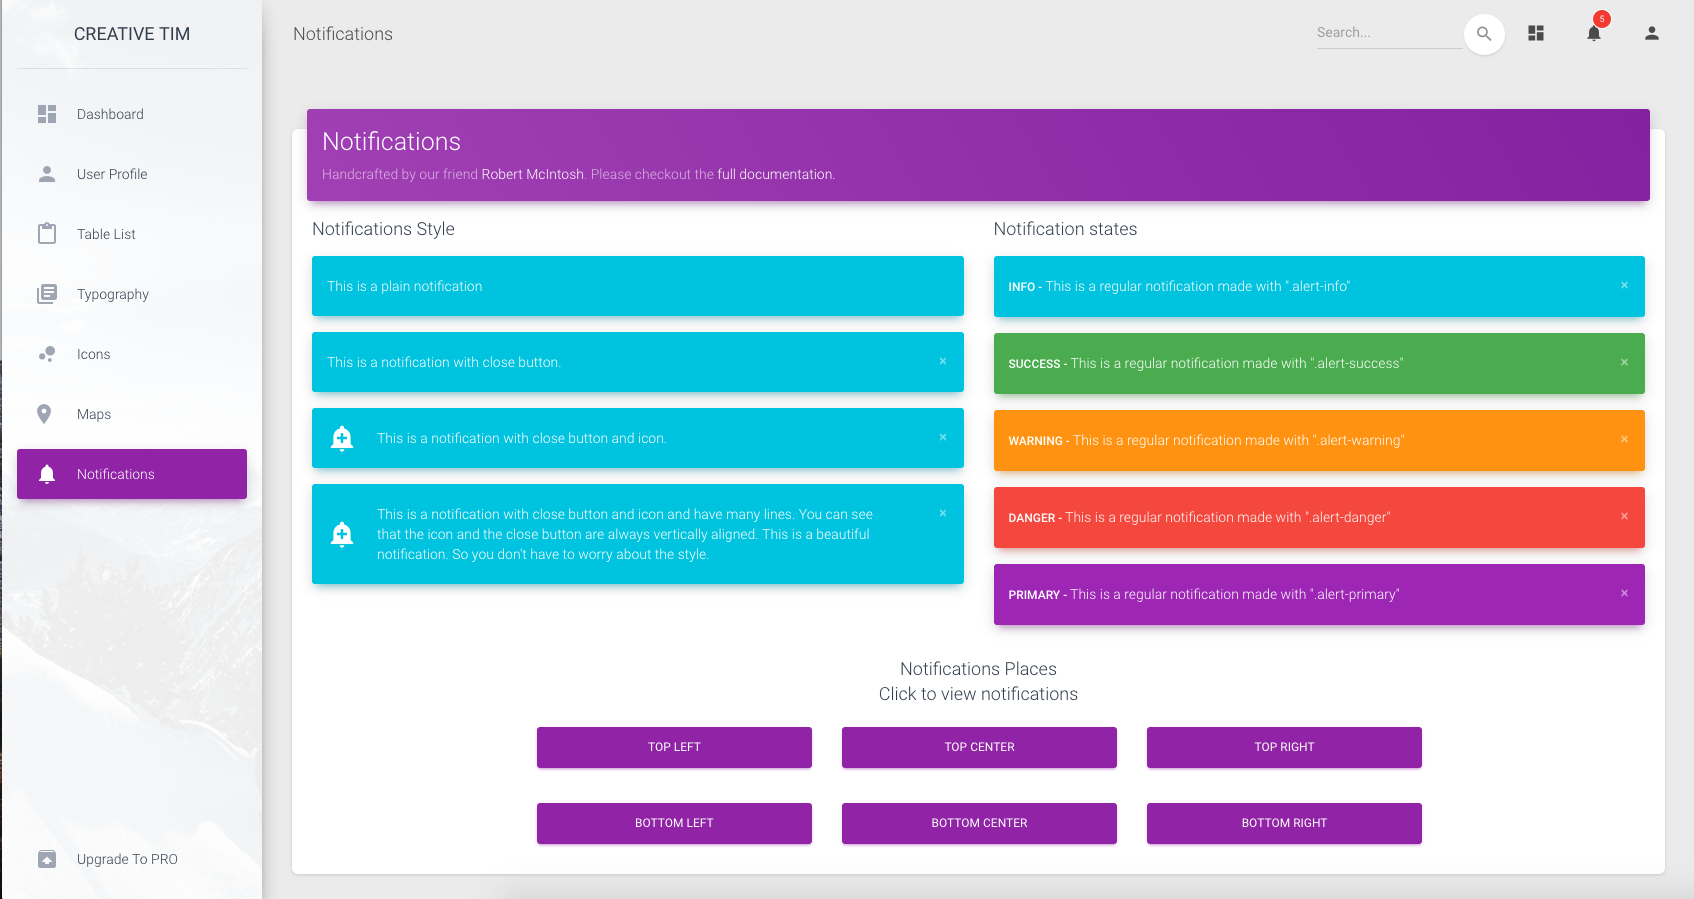 CREATIVE TIM
Dashboard
User Profile
Table List
Typography
Icons
Maps
Notifications
Upgrade To PRO
Notifications
Search...
5
Notifications
Handcrafted by our friend Robert McIntosh. Please checkout the full documentation.
Notifications Style
This is a plain notification
This is a notification with close button.
×
This is a notification with close button and icon.
×
This is a notification with close button and icon and have many lines. You can see
that the icon and the close button are always vertically aligned. This is a beautiful
notification. So you don't have to worry about the style.
×
Notification states
INFO - This is a regular notification made with ".alert-info"
×
SUCCESS - This is a regular notification made with ".alert-success"
×
WARNING - This is a regular notification made with ".alert-warning"
×
DANGER - This is a regular notification made with ".alert-danger"
×
PRIMARY - This is a regular notification made with ".alert-primary"
×
Notifications Places
Click to view notifications
TOP LEFT
TOP CENTER
TOP RIGHT
BOTTOM LEFT
BOTTOM CENTER
BOTTOM RIGHT